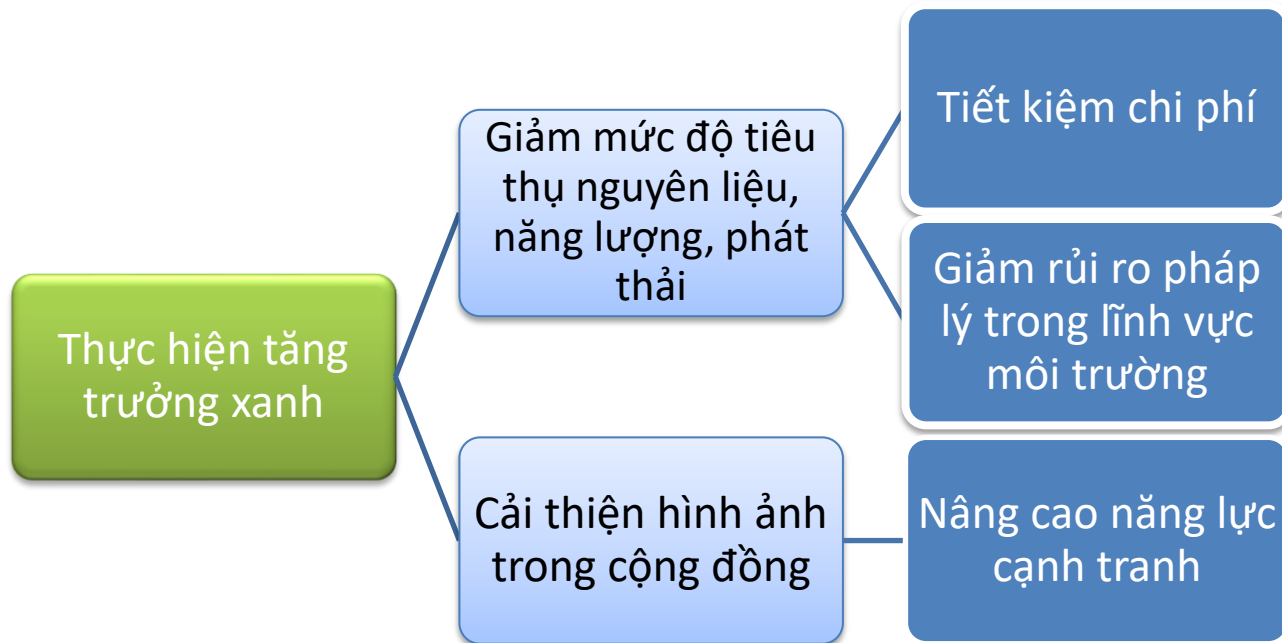 Thực hiện tăng
trưởng xanh
Giảm mức độ tiêu
thụ nguyên liệu,
năng lượng, phát
thải
Tiết kiệm chi phí
Giảm rủi ro pháp
lý trong lĩnh vực
môi trường
Cải thiện hình ảnh
trong cộng đồng
Nâng cao năng lực
cạnh tranh